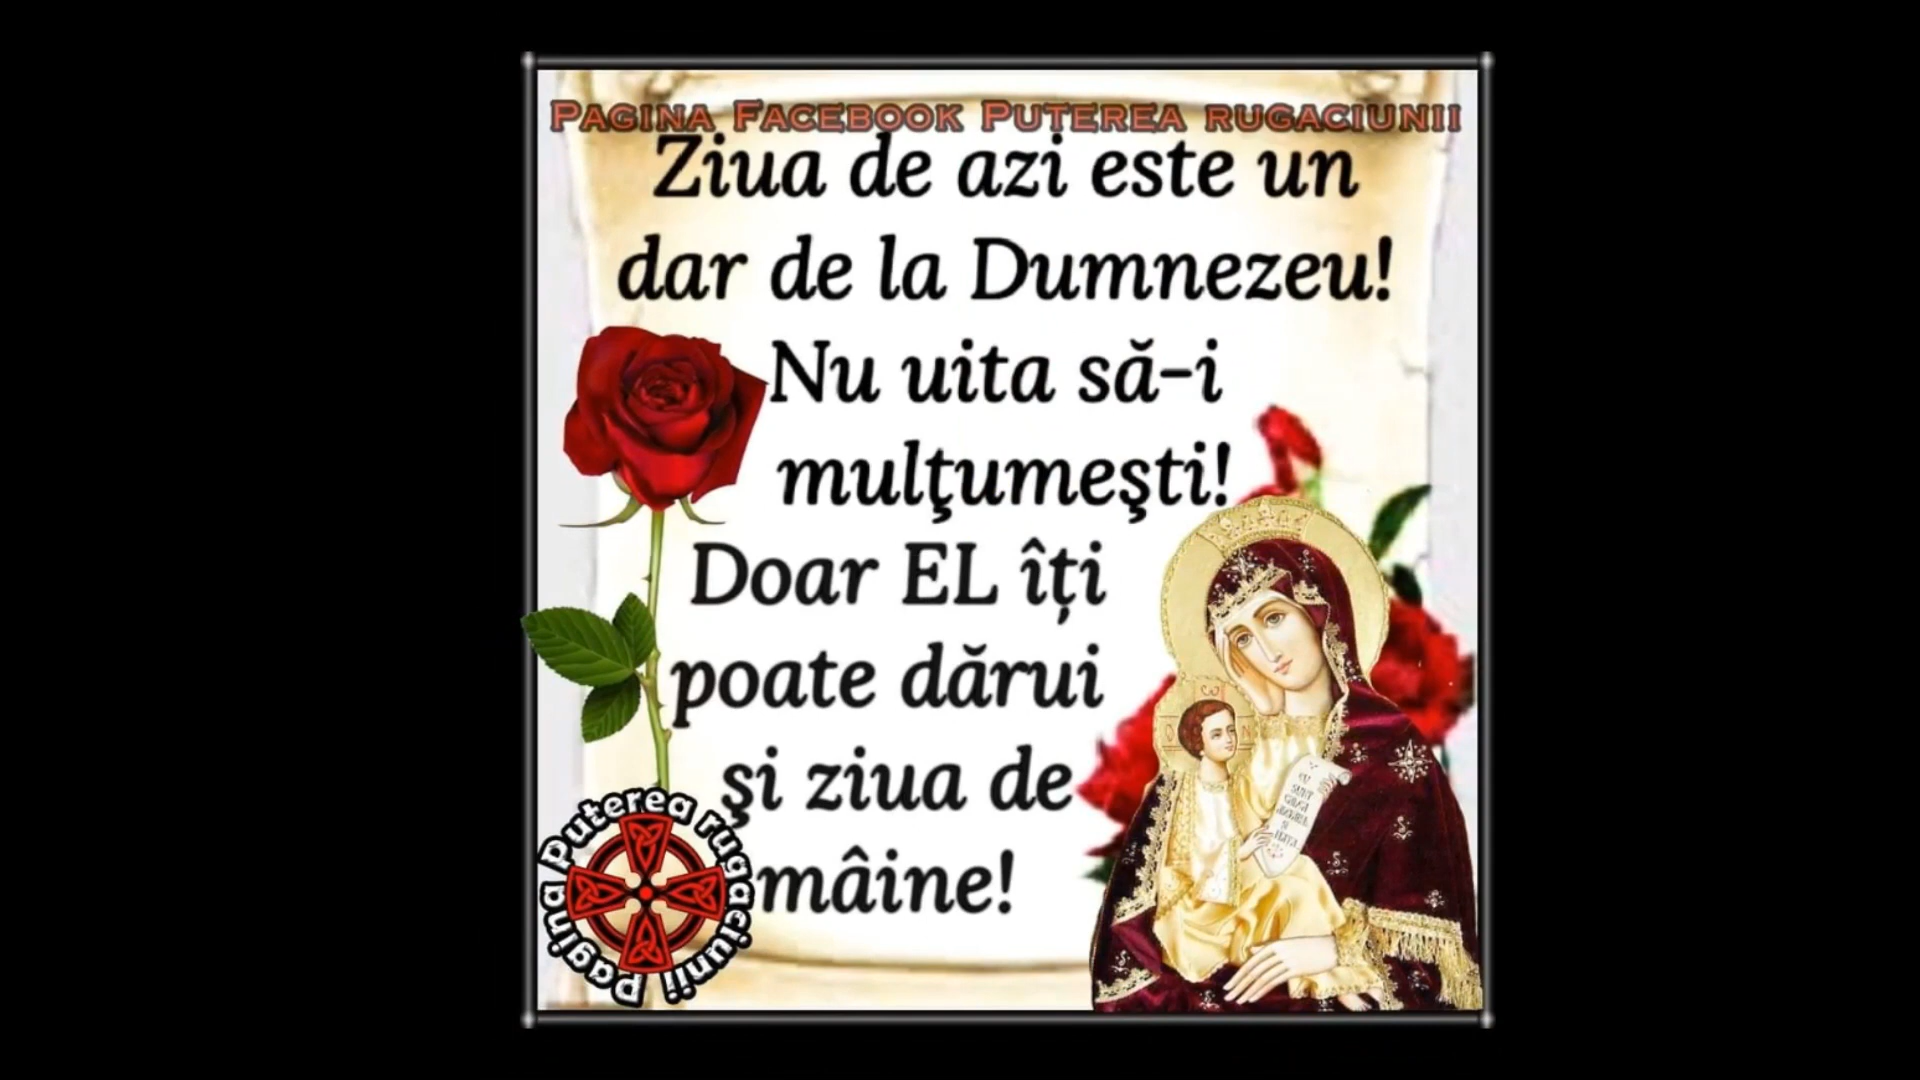 PAGINA FACEBOOK PUTEREA RUGACIUNII
Ziua de azi este un
dar de la Dumnezeu!
Nu uita să-i
mulţumeşti!
Doar EL îți
poate dărui
și ziua de
mâine!
Pagina Puterea rugaciunii